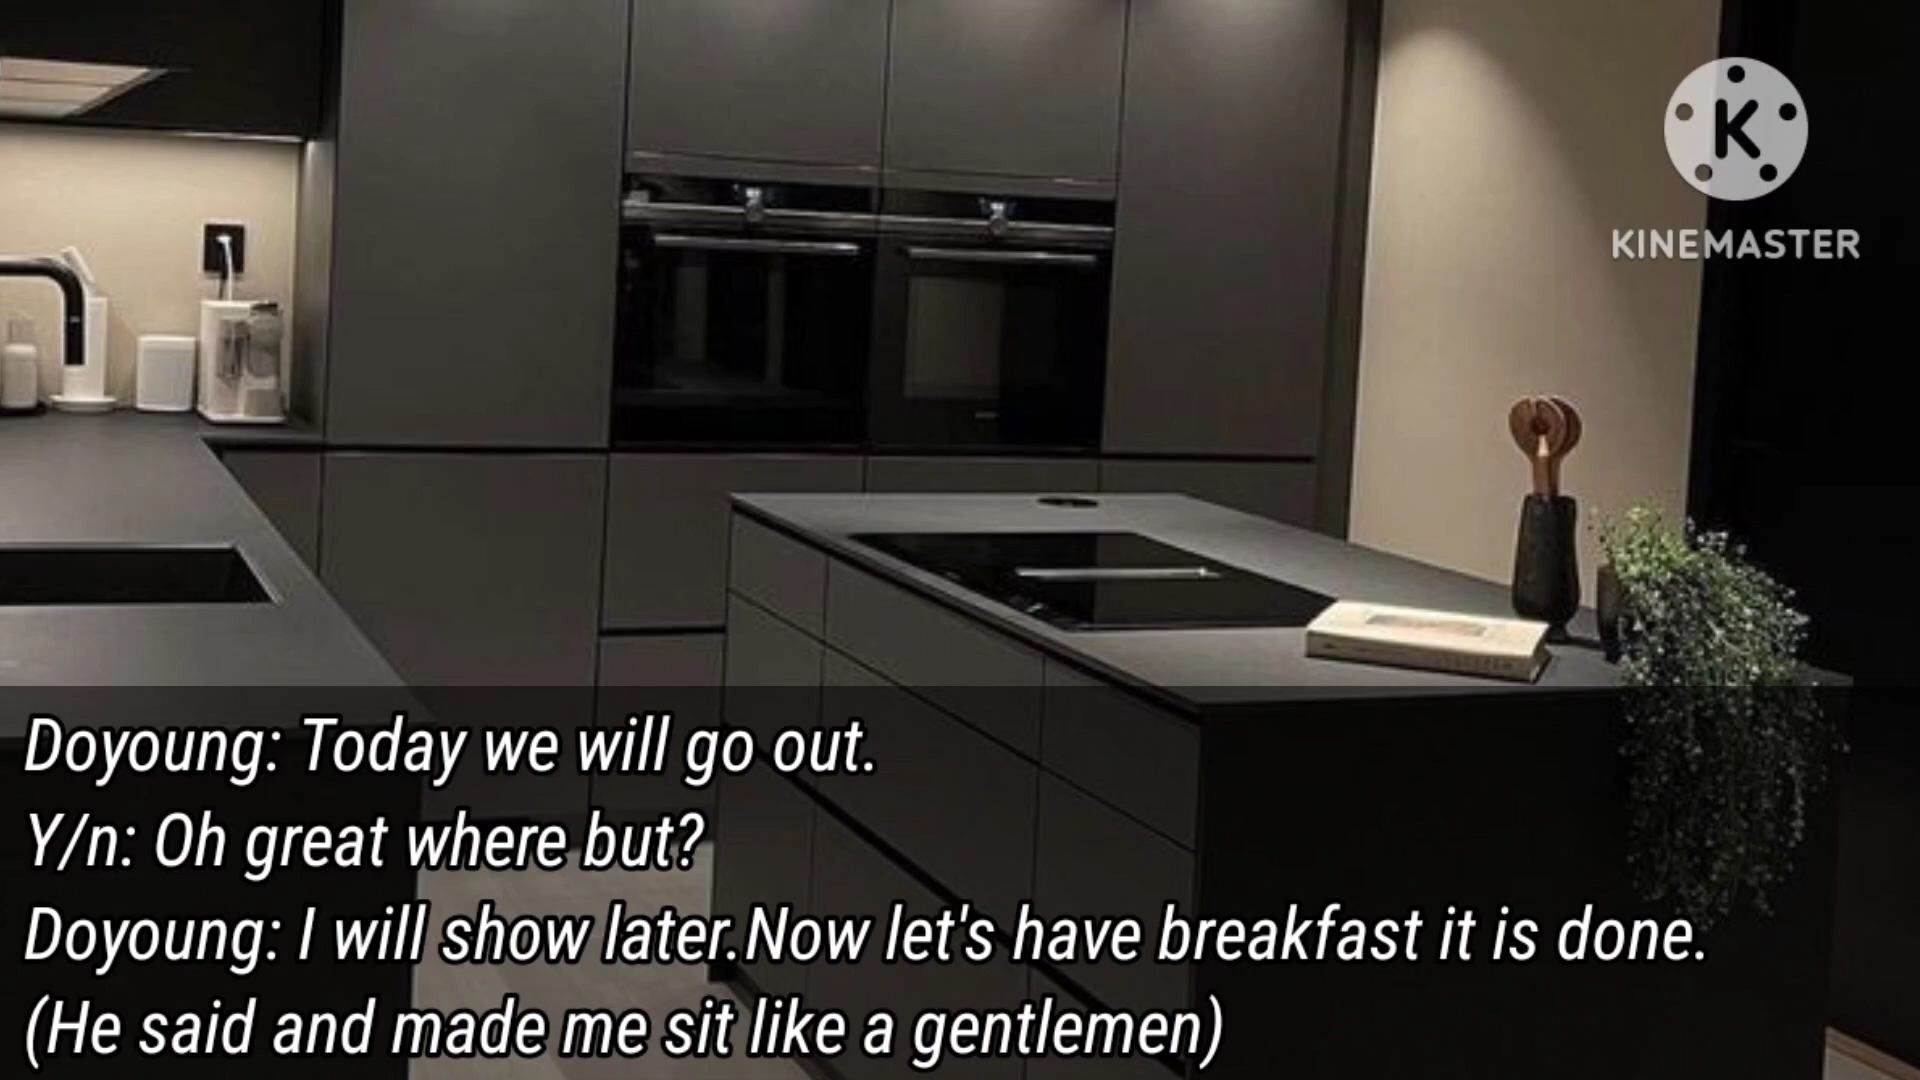 K
KINEMASTER
Doyoung: Today we will go out.
Y/n: Oh great where but?
Doyoung: I will show later.Now let's have breakfast it is done.
(He said and made me sit like a gentlemen)